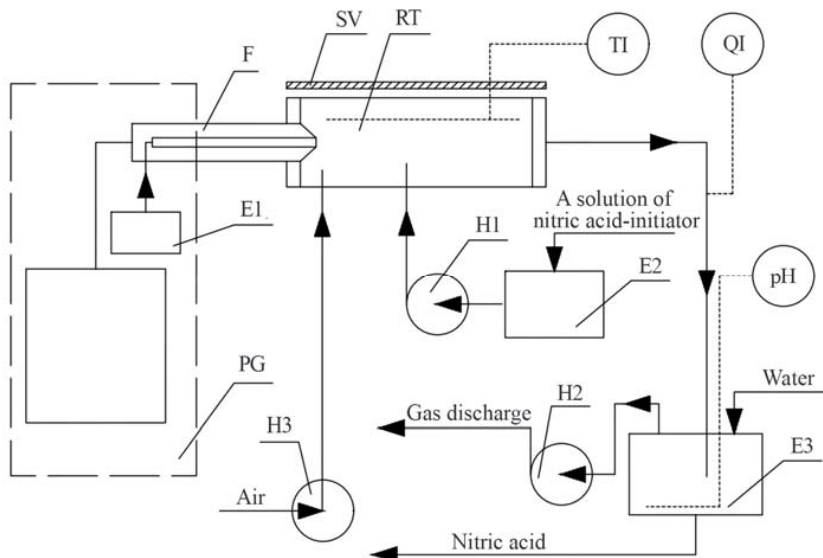 SV
RT
TI
QI
F
E1.
A solution of
nitric acid-initiator
H1
E2
pH
PG
Water
Gas discharge
H2
H3
E3
Air
Nitric acid